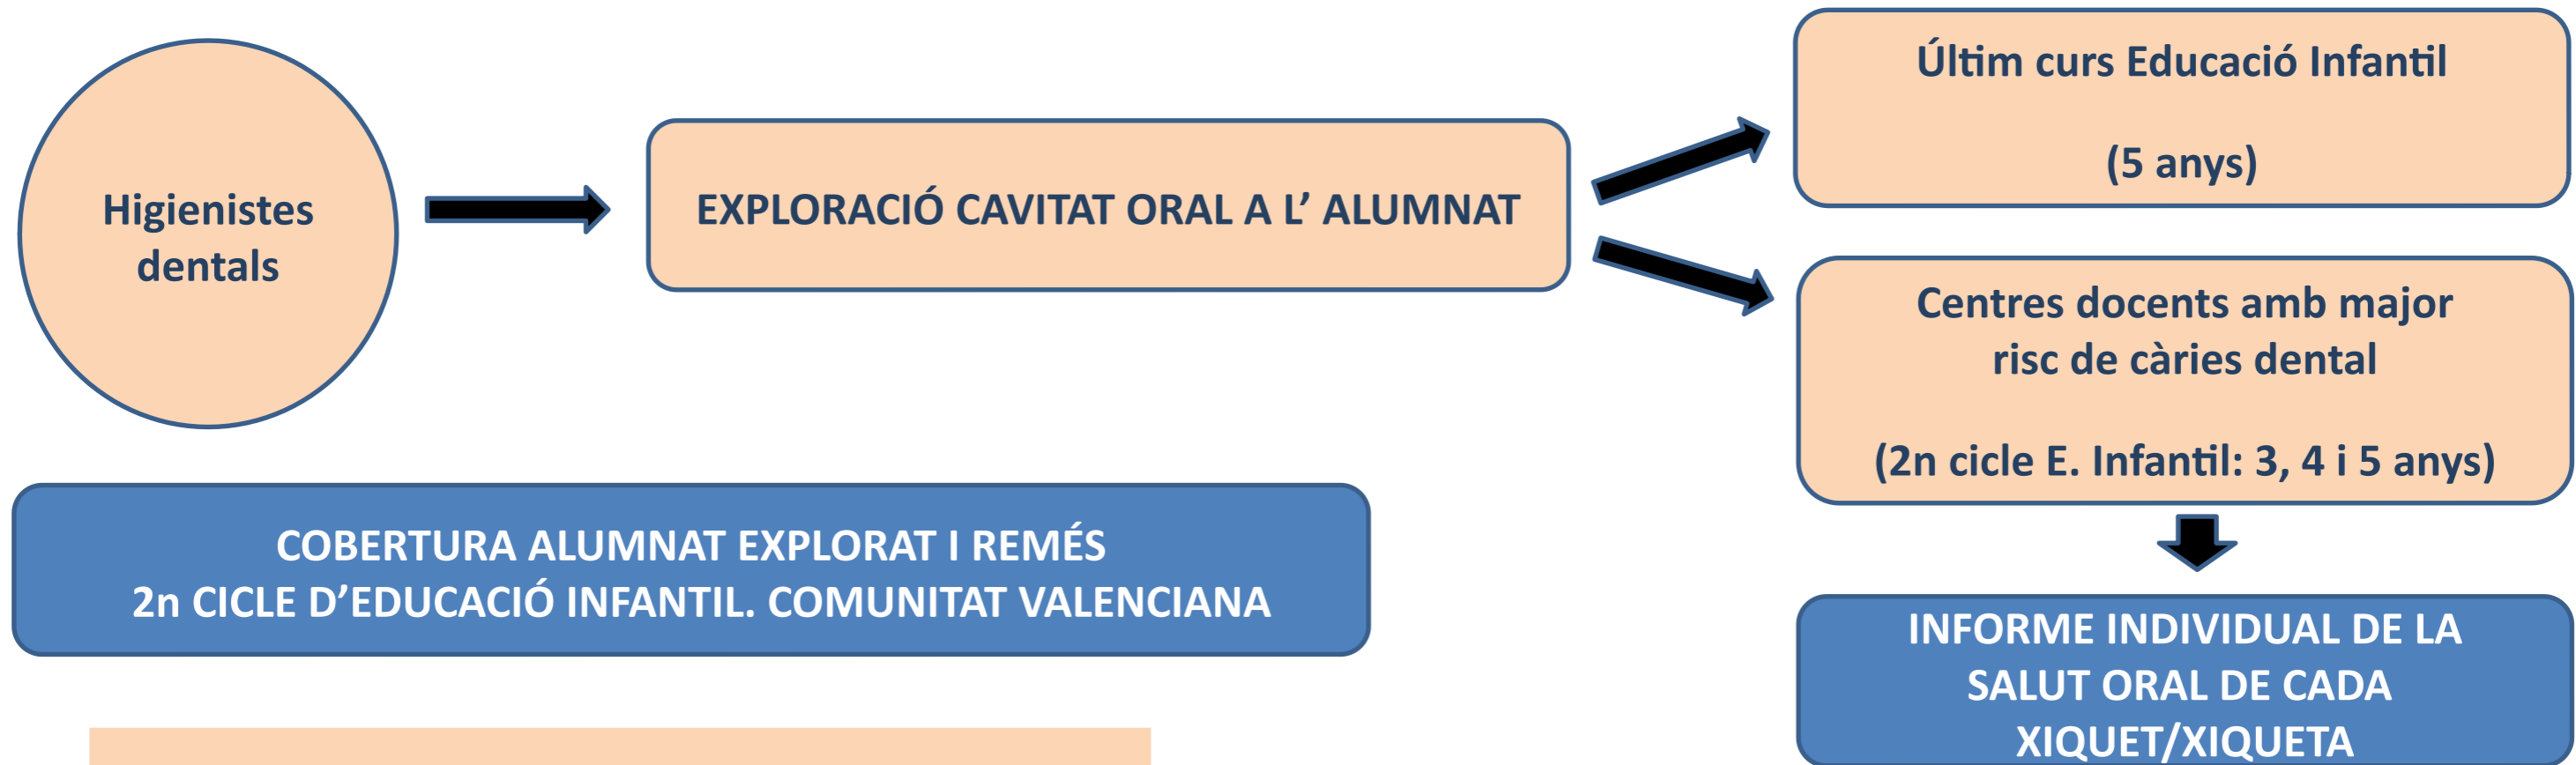 Higienistes
dentals
EXPLORACIÓ CAVITAT ORAL A L’ ALUMNAT
Últim curs Educació Infantil
(5 anys)
Centres docents amb major
risc de càries dental
(2n cicle E. Infantil: 3, 4 i 5 anys)
COBERTURA ALUMNAT EXPLORAT I REMÉS
2n CICLE D’EDUCACIÓ INFANTIL. COMUNITAT VALENCIANA
INFORME INDIVIDUAL DE LA
SALUT ORAL DE CADA
XIQUET/XIQUETA